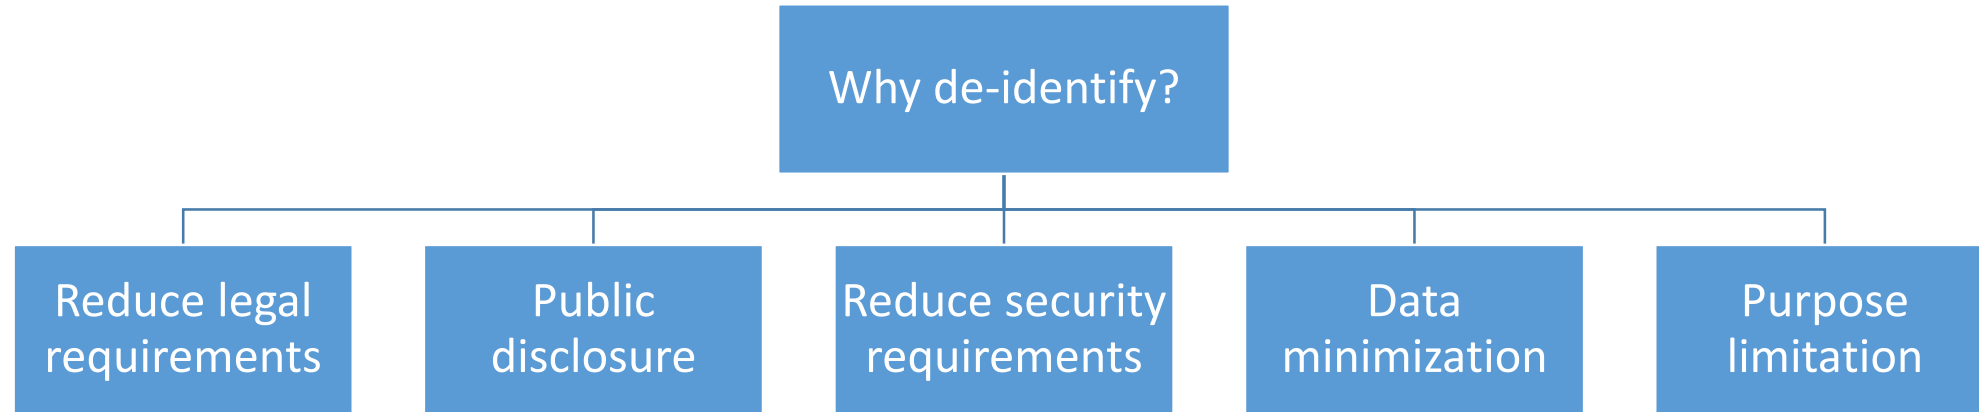 Why de-identify?
Reduce legal
requirements
Public
disclosure
Reduce security
requirements
Data
minimization
Purpose
limitation